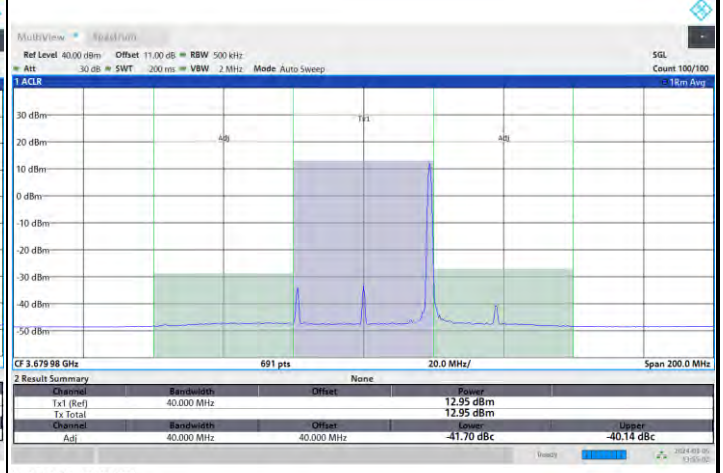 MultiView Spectrum
Ref Level 40.00 dBm Offset 11.00 dB RBW 500 kHz SGL
Att 30 dB SWT 200 ms VBW 2 MHz Mode Auto Sweep Count 100/100
1 ACLR 1Rm Avg
30 dBm
Tx1
Adj Adj
20 dBm
10 dBm
0 dBm
-10 dBm
-20 dBm
-30 dBm
-40 dBm
-50 dBm
CF 3.679 98 GHz 691 pts 20.0 MHz/ Span 200.0 MHz
2 Result Summary None
Channel Bandwidth Offset Power
Tx1 (Ref) 40.000 MHz 12.95 dBm
Tx Total 12.95 dBm
Channel Bandwidth Offset Lower Upper
Adj 40.000 MHz 40.000 MHz -41.70 dBc -40.14 dBc
Ready